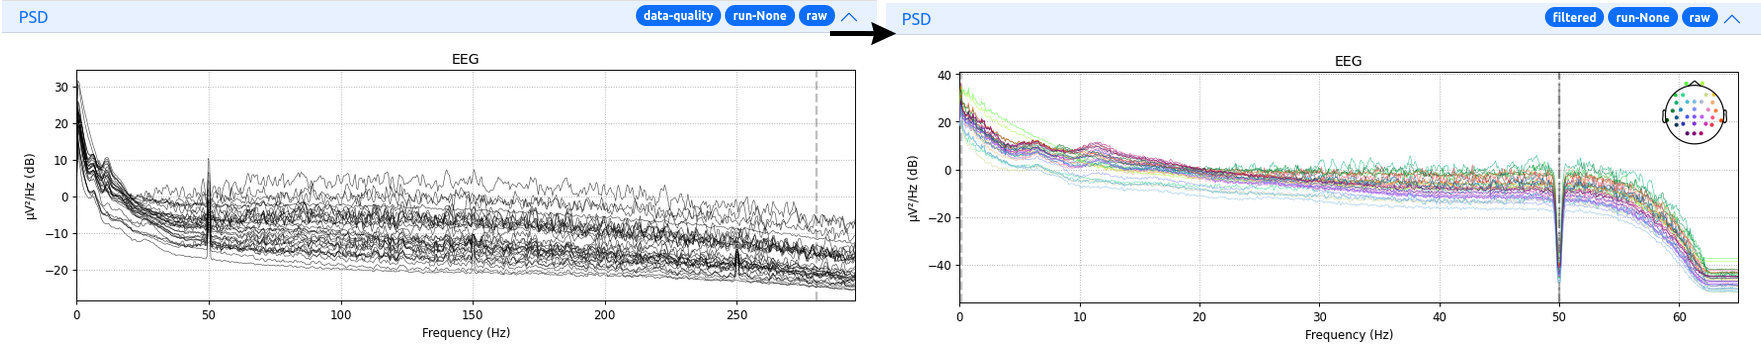 PSD data-quality run-None raw
EEG
30
20
10
0
−10
−20
µV²/Hz (dB)
0 50 100 150 200 250
Frequency (Hz)
PSD filtered run-None raw
EEG
40
20
0
−20
−40
µV²/Hz (dB)
0 10 20 30 40 50 60
Frequency (Hz)